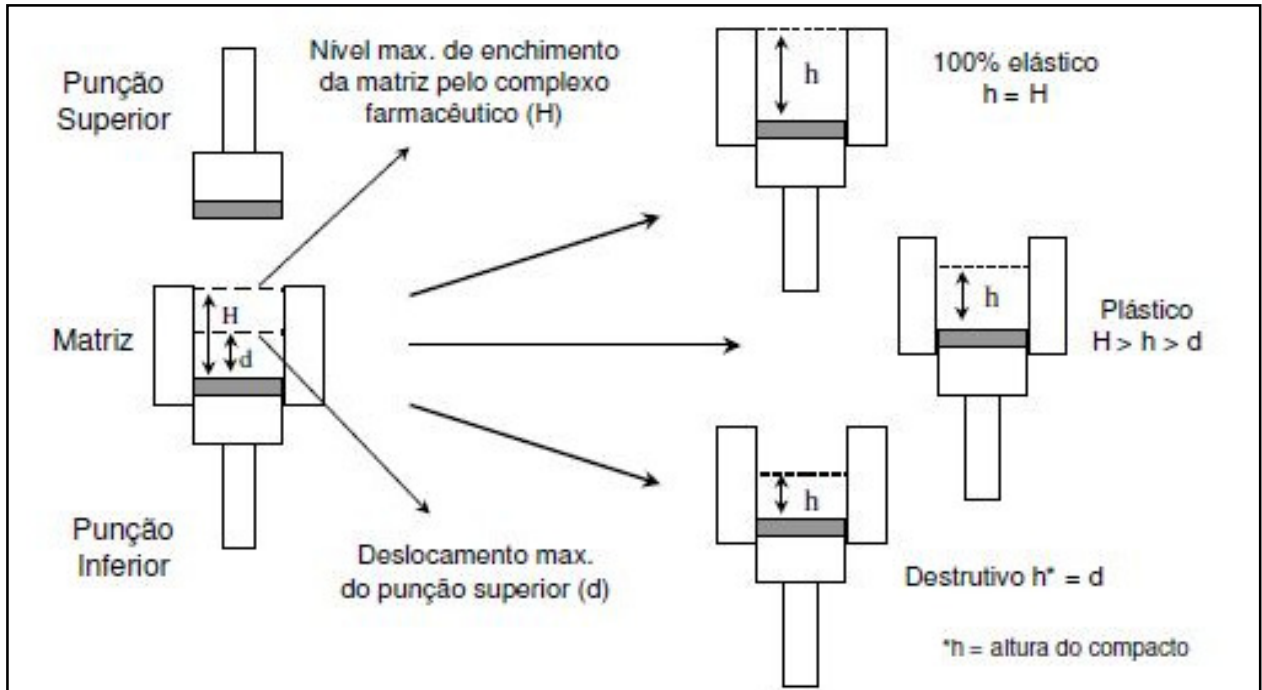 Punção
Superior
Nível max. de enchimento
da matriz pelo complexo
farmacêutico (H)
h
100% elástico
h = H
Matriz
H
d
h
Plástico
H > h > d
h
Punção
Inferior
Deslocamento max.
do punção superior (d)
Destrutivo h* = d
*h = altura do compacto